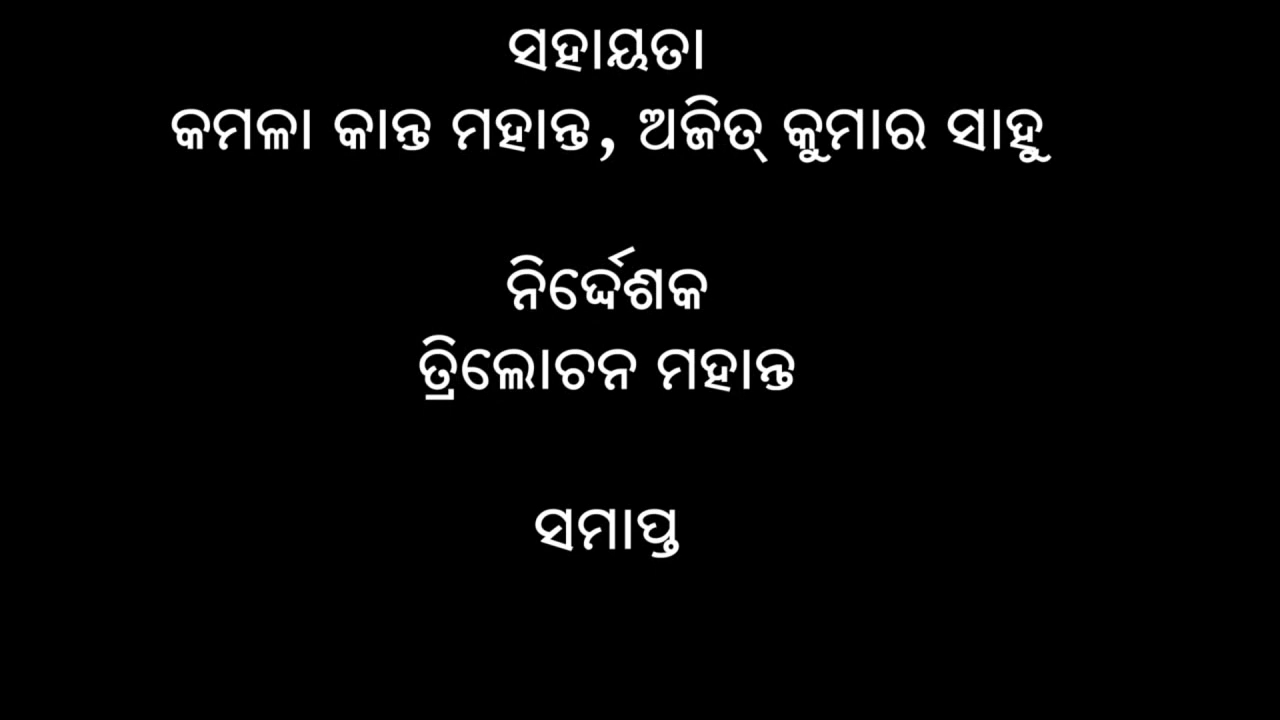 ସହାୟତା
କମଳା କାନ୍ତ ମହାନ୍ତ, ଅଜିତ୍ କୁମାର ସାହୁ
ନିର୍ଦ୍ଦେଶକ
ତ୍ରିଲୋଚନ ମହାନ୍ତ
ସମାପ୍ତ